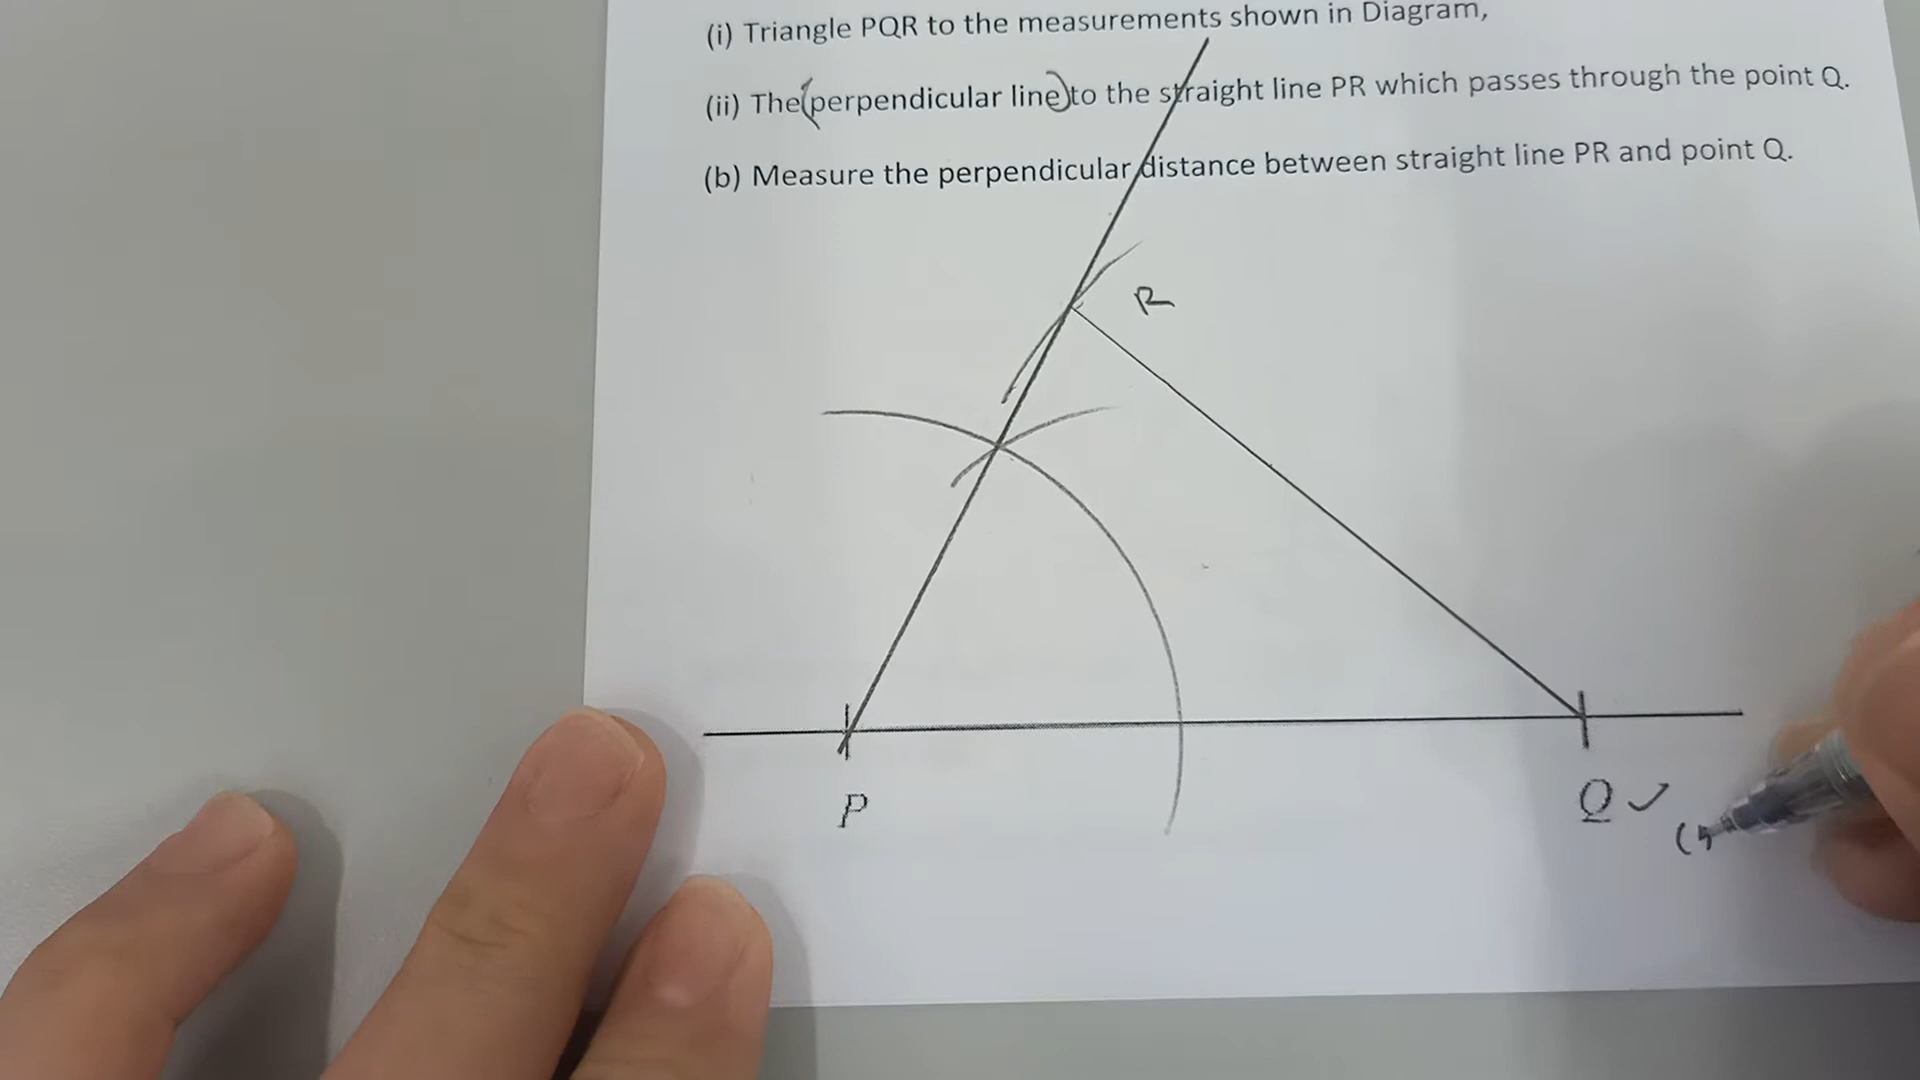 (i) Triangle PQR to the measurements shown in Diagram,
(ii) The (perpendicular line) to the straight line PR which passes through the point Q.
(b) Measure the perpendicular distance between straight line PR and point Q.
R
P
Q ✓